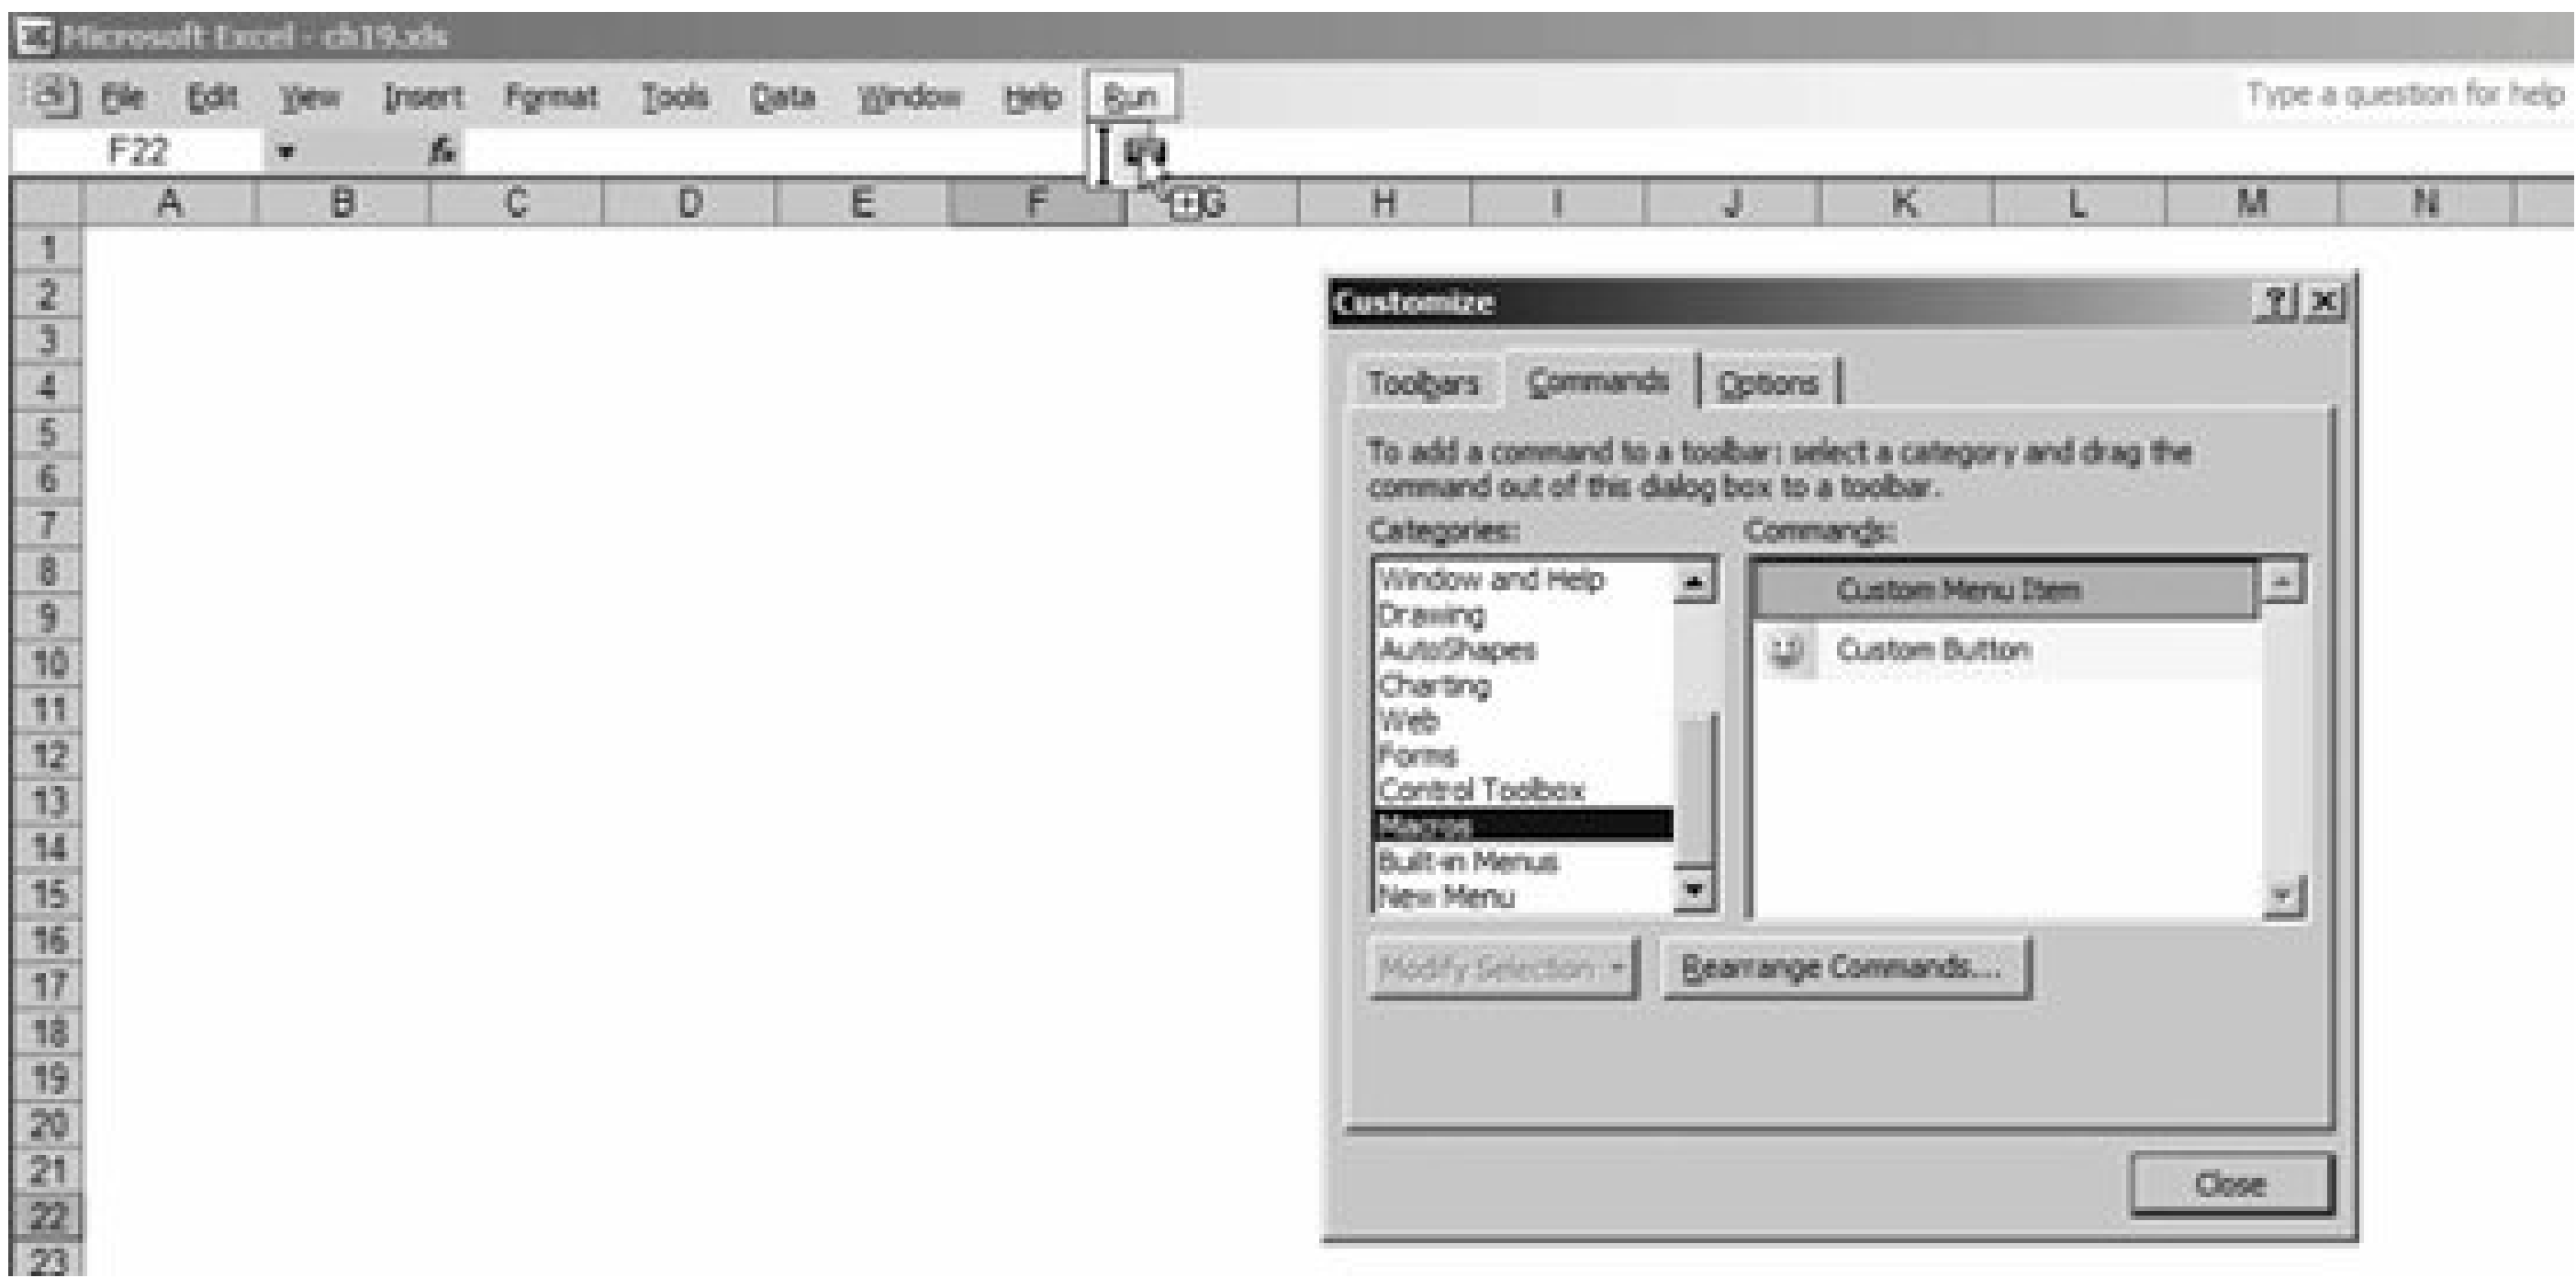 Microsoft Excel - ch19.xls
File Edit View Insert Format Tools Data Window Help Run Type a question for help
F22 fx
A B C D E F G H I J K L M N
1
2
3
4
5
6
7
8
9
10
11
12
13
14
15
16
17
18
19
20
21
22
23
Customize ? X
Toolbars Commands Options
To add a command to a toolbar: select a category and drag the
command out of this dialog box to a toolbar.
Categories: Commands:
Window and Help
Drawing
AutoShapes
Charting
Web
Forms
Control Toolbox
Macros
Built-in Menus
New Menu
Custom Menu Item
Custom Button
Modify Selection Rearrange Commands...
Close